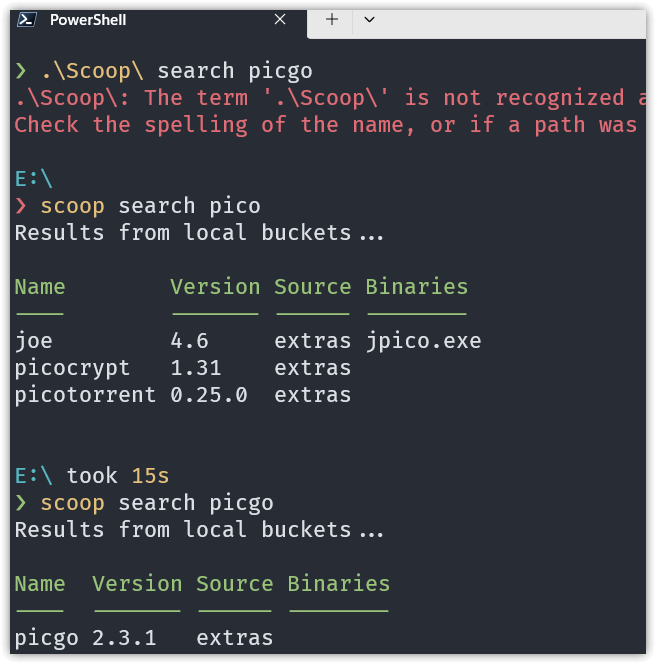 PowerShell
❯ .\Scoop\ search picgo
.\Scoop\: The term '.\Scoop\' is not recognized
Check the spelling of the name, or if a path was
E:\
❯ scoop search pico
Results from local buckets...
Name Version Source Binaries
---- ------- ------ --------
joe 4.6 extras jpico.exe
picocrypt 1.31 extras
picotorrent 0.25.0 extras
E:\ took 15s
❯ scoop search picgo
Results from local buckets...
Name Version Source Binaries
---- ------- ------ --------
picgo 2.3.1 extras